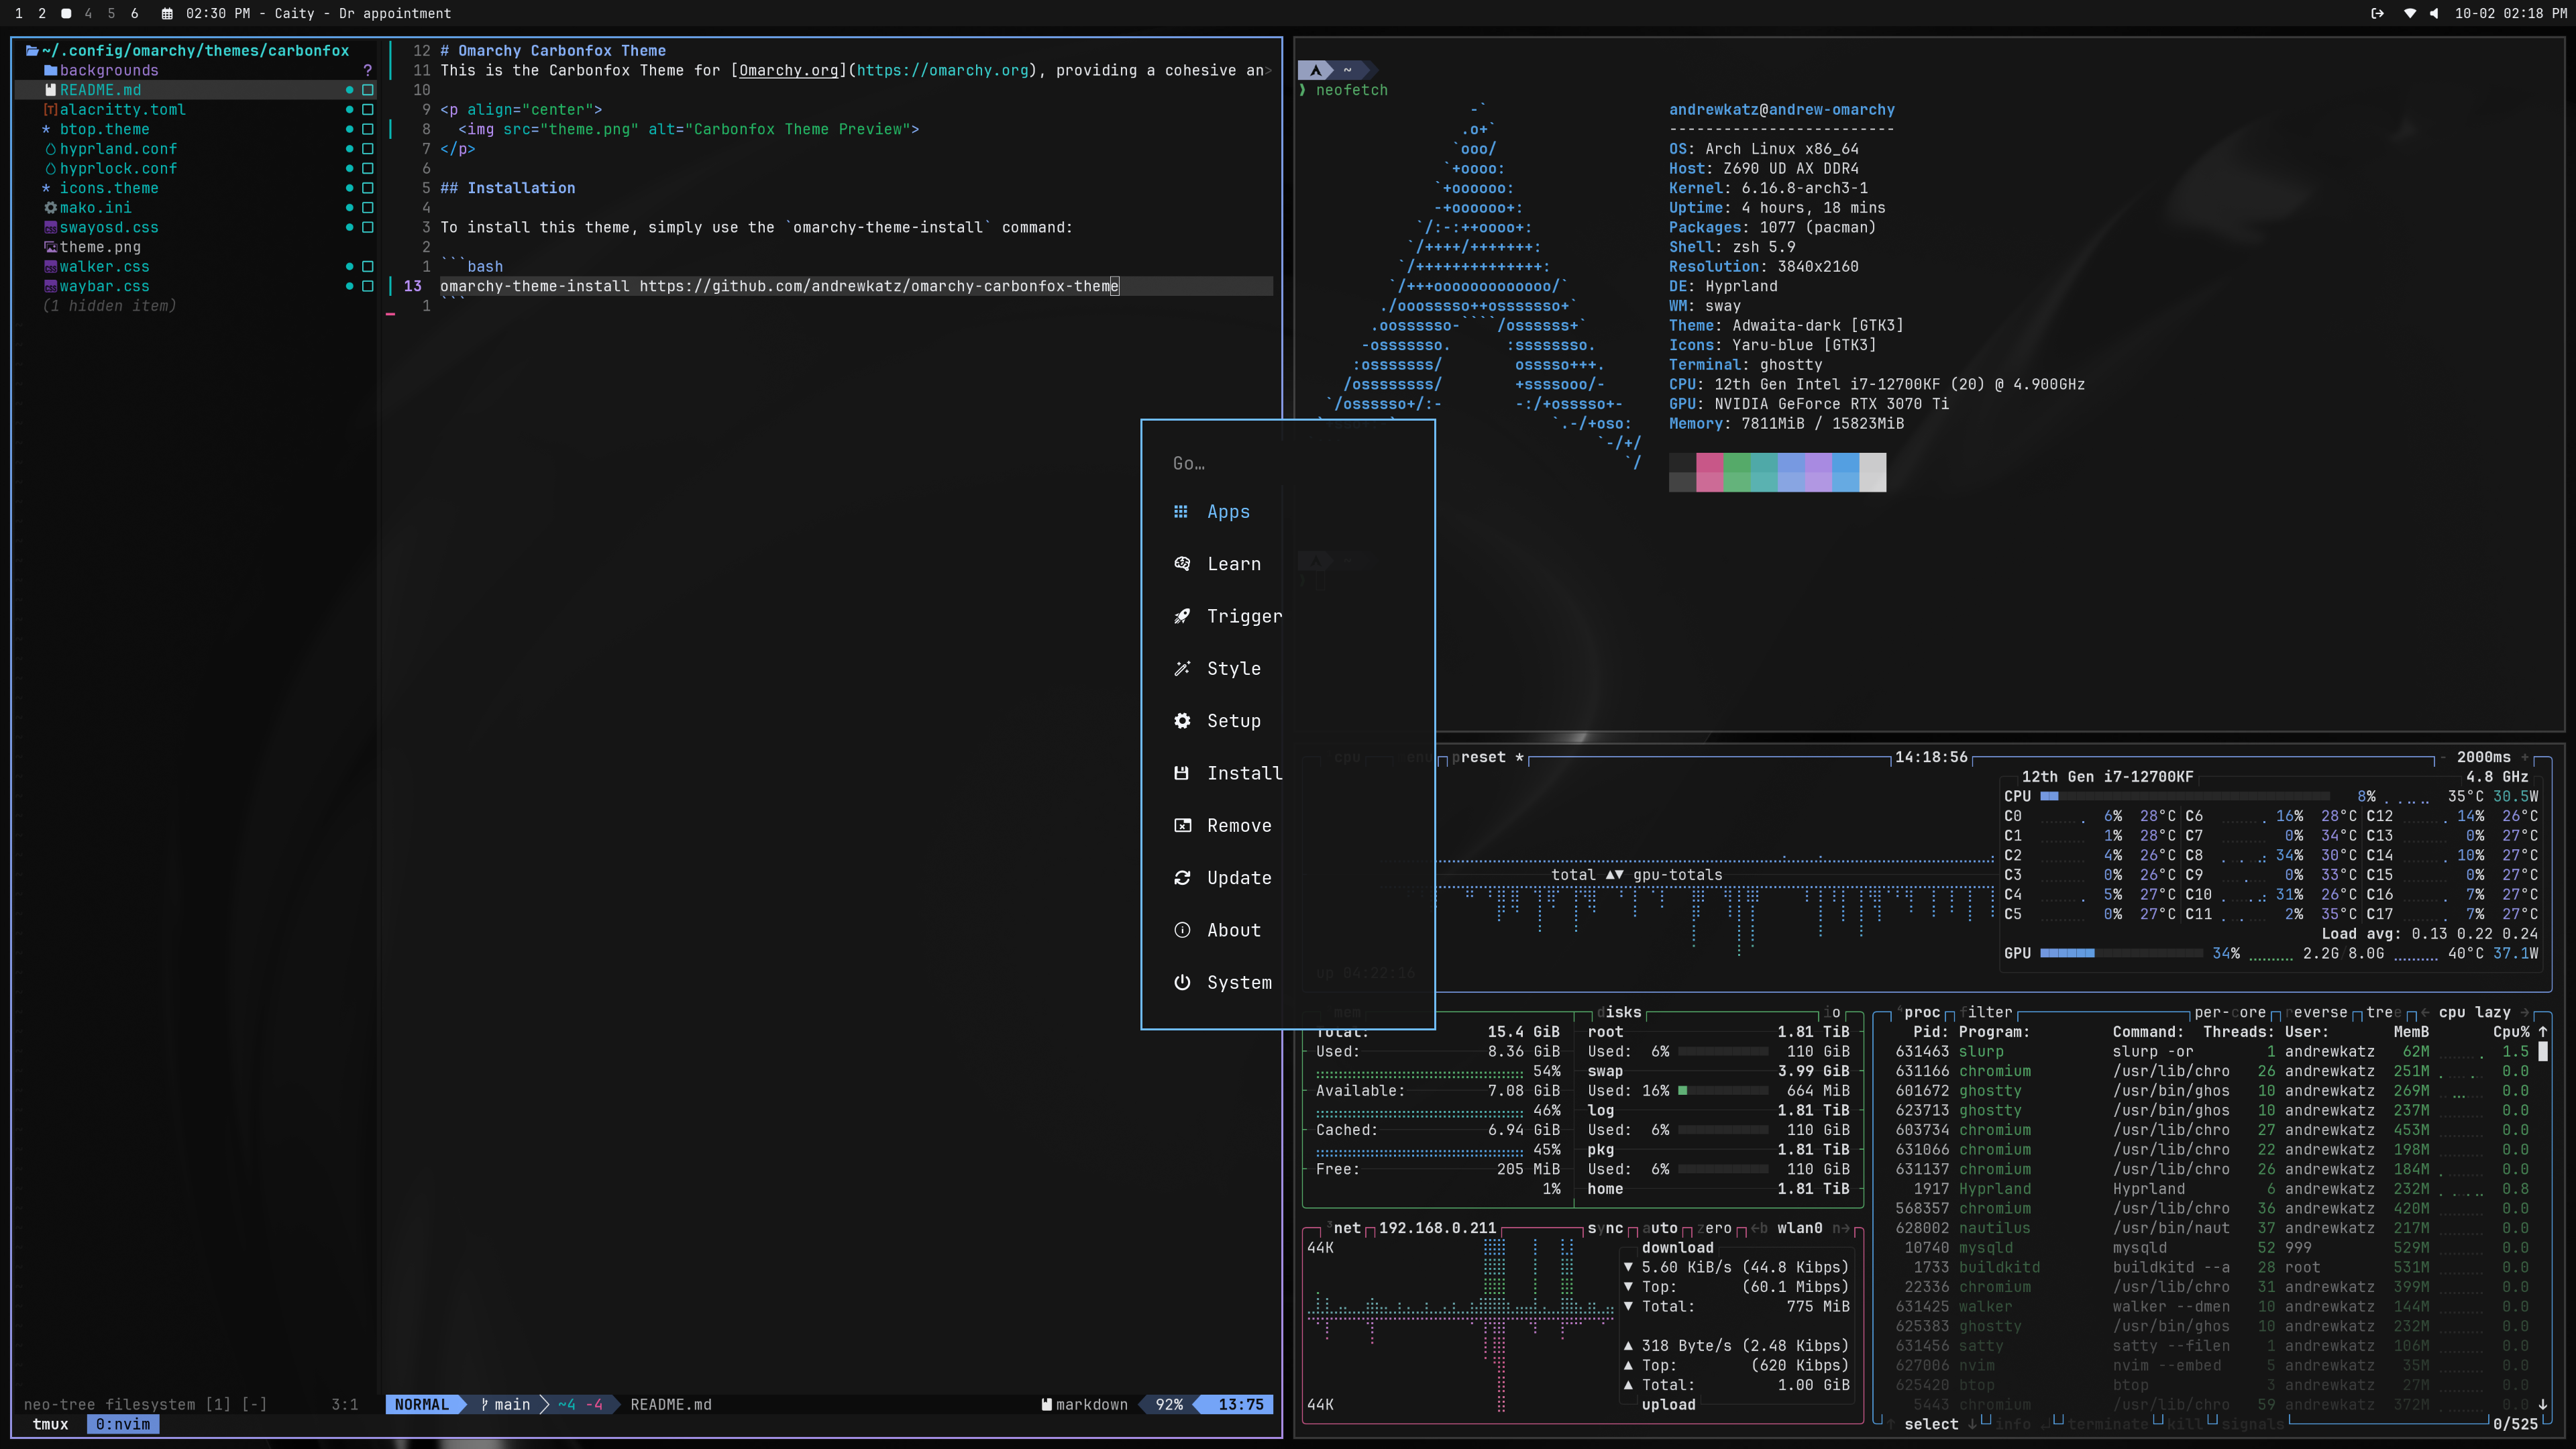 1 2 4 5 6 02:30 PM - Caity - Dr appointment
10-02 02:18 PM
~/.config/omarchy/themes/carbonfox
backgrounds ?
README.md
alacritty.toml
btop.theme
hyprland.conf
hyprlock.conf
icons.theme
mako.ini
swayosd.css
theme.png
walker.css
waybar.css
(1 hidden item)
12 # Omarchy Carbonfox Theme
11 This is the Carbonfox Theme for [Omarchy.org](https://omarchy.org), providing a cohesive an>
10
9 <p align="center">
8 <img src="theme.png" alt="Carbonfox Theme Preview">
7 </p>
6
5 ## Installation
4
3 To install this theme, simply use the `omarchy-theme-install` command:
2
1 ```bash
13 omarchy-theme-install https://github.com/andrewkatz/omarchy-carbonfox-theme
1 ```
neo-tree filesystem [1] [-] 3:1
NORMAL main ~4 -4 README.md markdown 92% 13:75
tmux 0:nvim
~
❯ neofetch
andrewkatz@andrew-omarchy
-------------------------
OS: Arch Linux x86_64
Host: Z690 UD AX DDR4
Kernel: 6.16.8-arch3-1
Uptime: 4 hours, 18 mins
Packages: 1077 (pacman)
Shell: zsh 5.9
Resolution: 3840x2160
DE: Hyprland
WM: sway
Theme: Adwaita-dark [GTK3]
Icons: Yaru-blue [GTK3]
Terminal: ghostty
CPU: 12th Gen Intel i7-12700KF (20) @ 4.900GHz
GPU: NVIDIA GeForce RTX 3070 Ti
Memory: 7811MiB / 15823MiB
Go…
Apps
Learn
Trigger
Style
Setup
Install
Remove
Update
About
System
cpu preset * 14:18:56 - 2000ms +
12th Gen i7-12700KF 4.8 GHz
CPU 8% 35°C 30.5W
C0 6% 28°C C6 16% 28°C C12 14% 26°C
C1 1% 28°C C7 0% 34°C C13 0% 27°C
C2 4% 26°C C8 34% 30°C C14 10% 27°C
C3 0% 26°C C9 0% 33°C C15 0% 27°C
C4 5% 27°C C10 31% 26°C C16 7% 27°C
C5 0% 27°C C11 2% 35°C C17 7% 27°C
Load avg: 0.13 0.22 0.24
GPU 34% 2.2G/8.0G 40°C 37.1W
total ▲▼ gpu-totals
up 04:22:16
mem disks io
Total: 15.4 GiB
Used: 8.36 GiB
54%
Available: 7.08 GiB
46%
Cached: 6.94 GiB
45%
Free: 205 MiB
1%
root 1.81 TiB
Used: 6% 110 GiB
swap 3.99 GiB
Used: 16% 664 MiB
log 1.81 TiB
Used: 6% 110 GiB
pkg 1.81 TiB
Used: 6% 110 GiB
home 1.81 TiB
³net 192.168.0.211 sync auto zero ←b wlan0 n→
44K
44K
download
▼ 5.60 KiB/s (44.8 Kibps)
▼ Top: (60.1 Mibps)
▼ Total: 775 MiB
▲ 318 Byte/s (2.48 Kibps)
▲ Top: (620 Kibps)
▲ Total: 1.00 GiB
upload
⁴proc filter per-core reverse tree ← cpu lazy →
Pid: Program: Command: Threads: User: MemB Cpu% ↑
631463 slurp slurp -or 1 andrewkatz 62M 1.5
631166 chromium /usr/lib/chro 26 andrewkatz 251M 0.0
601672 ghostty /usr/bin/ghos 10 andrewkatz 269M 0.0
623713 ghostty /usr/bin/ghos 10 andrewkatz 237M 0.0
603734 chromium /usr/lib/chro 27 andrewkatz 453M 0.0
631066 chromium /usr/lib/chro 22 andrewkatz 198M 0.0
631137 chromium /usr/lib/chro 26 andrewkatz 184M 0.0
1917 Hyprland Hyprland 6 andrewkatz 232M 0.8
568357 chromium /usr/lib/chro 36 andrewkatz 420M 0.0
628002 nautilus /usr/bin/naut 37 andrewkatz 217M 0.0
10740 mysqld mysqld 52 999 529M 0.0
1733 buildkitd buildkitd --a 28 root 531M 0.0
22336 chromium /usr/lib/chro 31 andrewkatz 399M 0.0
631425 walker walker --dmen 10 andrewkatz 144M 0.0
625383 ghostty /usr/bin/ghos 10 andrewkatz 232M 0.0
631456 satty satty --filen 1 andrewkatz 106M 0.0
627006 nvim nvim --embed 5 andrewkatz 35M 0.0
625420 btop btop 3 andrewkatz 27M 0.0
5443 chromium /usr/lib/chro 59 andrewkatz 372M 0.0 ↓
↑ select ↓ info ↵ terminate kill signals 0/525